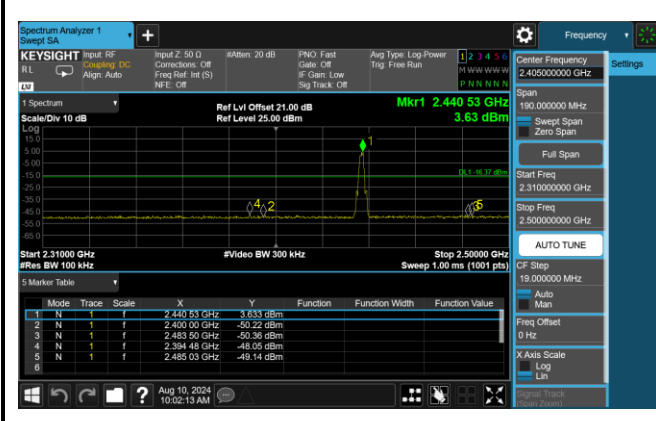 Spectrum Analyzer 1
Swept SA
Frequency
KEYSIGHT
RL
LXI
Input: RF
Coupling: DC
Align: Auto
Input Z: 50 Ω
Corrections: Off
Freq Ref: Int (S)
NFE: Off
#Atten: 20 dB
PNO: Fast
Gate: Off
IF Gain: Low
Sig Track: Off
Avg Type: Log-Power
Trig: Free Run
1 2 3 4 5 6
M W W W W W
P N N N N N
1 Spectrum
Scale/Div 10 dB
Ref Lvl Offset 21.00 dB
Ref Level 25.00 dBm
Mkr1 2.440 53 GHz
3.63 dBm
Log
15.0
5.00
-5.00
-15.0
-25.0
-35.0
-45.0
-55.0
-65.0
1
DL1 -16.37 dBm
4
2
3
5
Start 2.31000 GHz
#Res BW 100 kHz
#Video BW 300 kHz
Stop 2.50000 GHz
Sweep 1.00 ms (1001 pts)
5 Marker Table
Mode Trace Scale X Y Function Function Width Function Value
1 N 1 f 2.440 53 GHz 3.633 dBm
2 N 1 f 2.400 00 GHz -50.22 dBm
3 N 1 f 2.483 50 GHz -50.36 dBm
4 N 1 f 2.394 48 GHz -48.05 dBm
5 N 1 f 2.485 03 GHz -49.14 dBm
6
?
Aug 10, 2024
10:02:13 AM
Center Frequency
2.405000000 GHz
Settings
Span
190.000000 MHz
Swept Span
Zero Span
Full Span
Start Freq
2.310000000 GHz
Stop Freq
2.500000000 GHz
AUTO TUNE
CF Step
19.000000 MHz
Auto
Man
Freq Offset
0 Hz
X Axis Scale
Log
Lin
Signal Track
(Span Zoom)